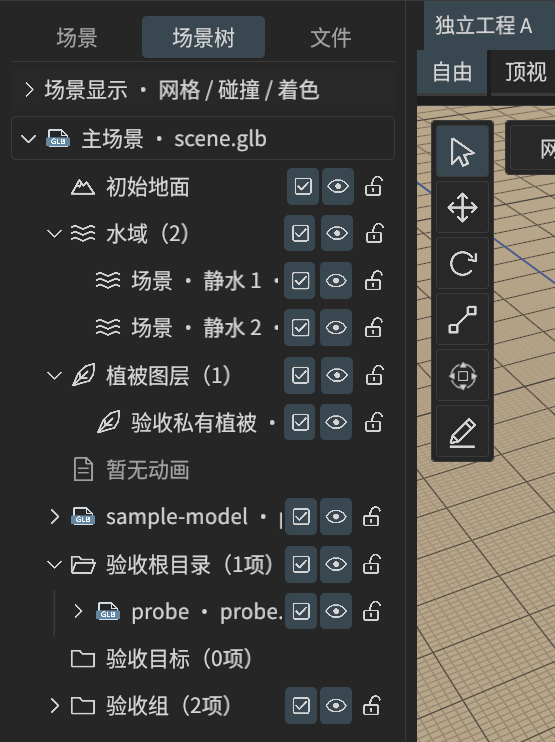 场景 场景树 文件 独立工程 A
自由 顶视
场景显示 · 网格 / 碰撞 / 着色
主场景 · scene.glb
网
初始地面
水域（2）
场景 · 静水 1 ·
场景 · 静水 2 ·
植被图层（1）
验收私有植被 ·
暂无动画
sample-model ·
验收根目录（1项）
probe · probe.
验收目标（0项）
验收组（2项）
GLB
GLB
GLB